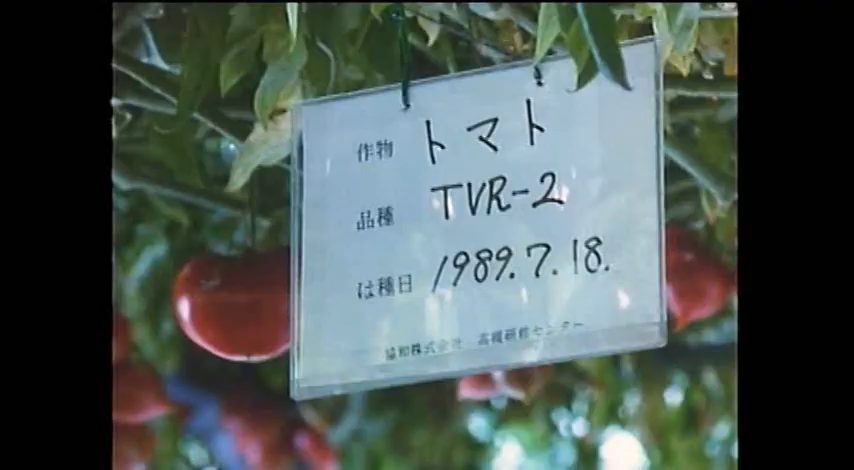 作物 トマト
品種 TVR-2
は種日 1989.7.18.
協和株式会社 高槻研修センター